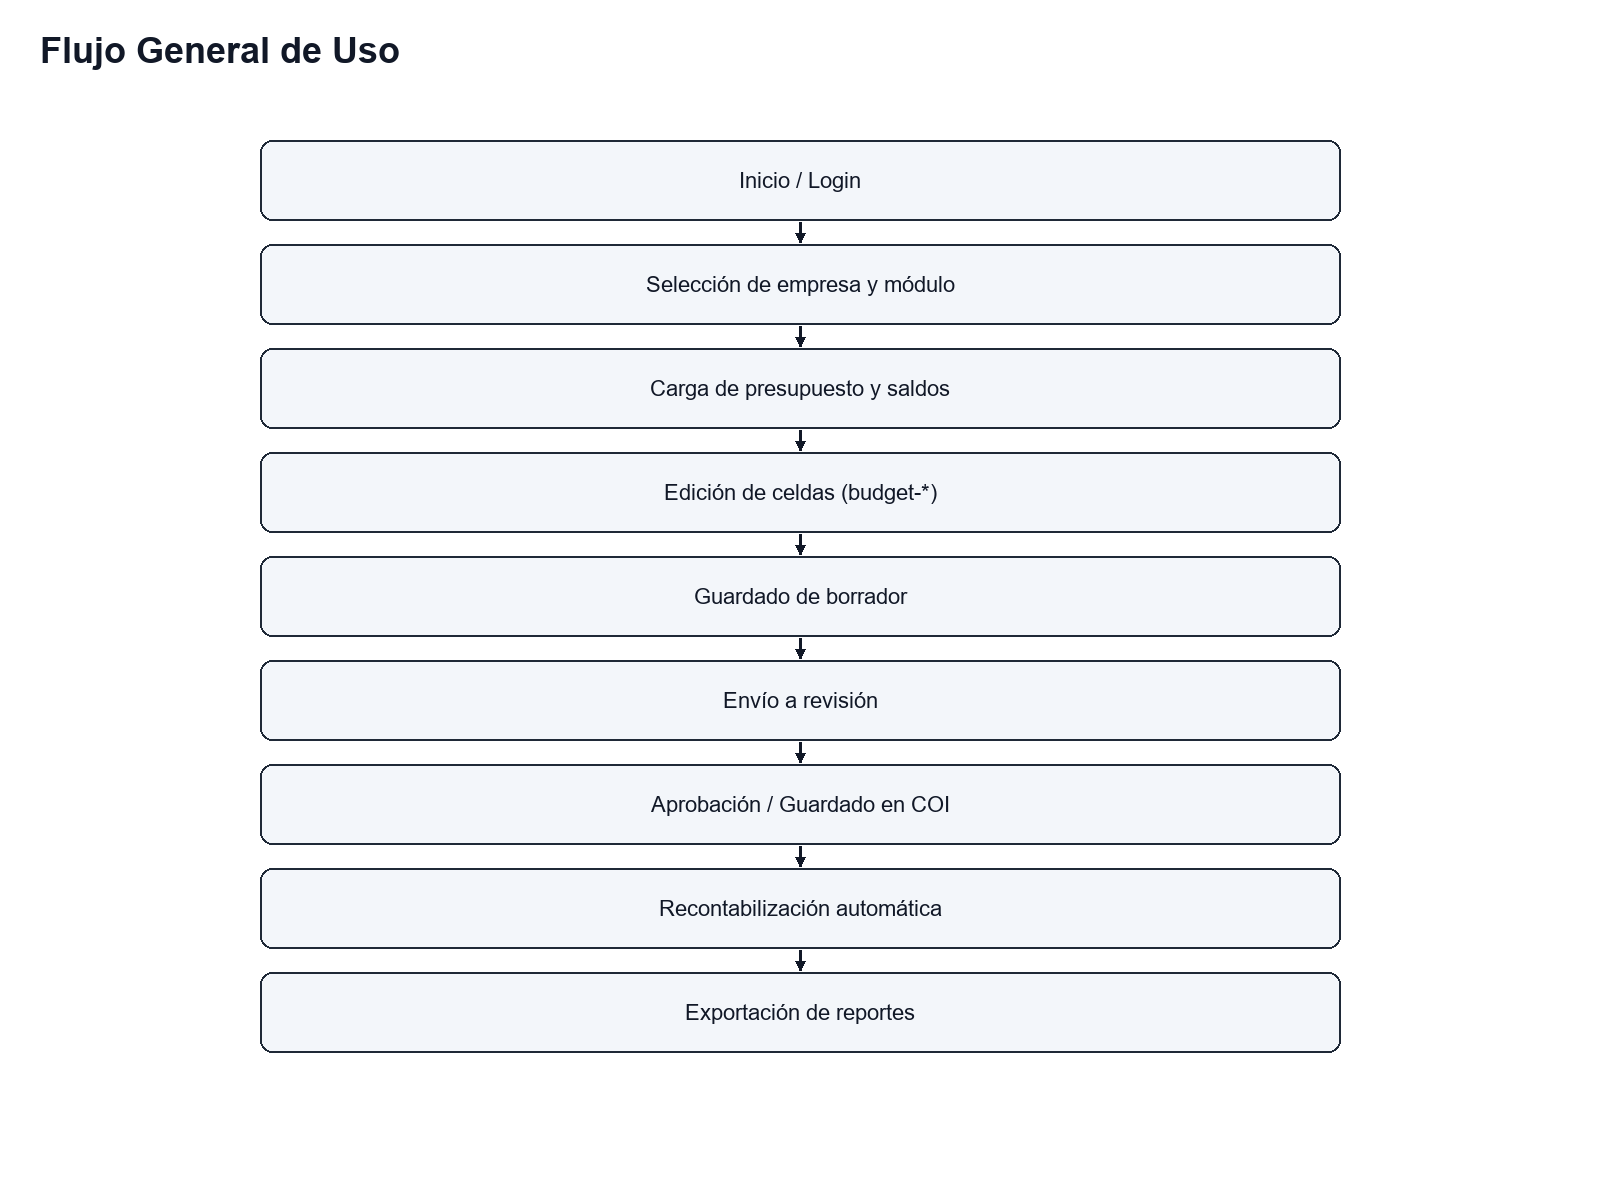 Flujo General de Uso
Inicio / Login
Selección de empresa y módulo
Carga de presupuesto y saldos
Edición de celdas (budget-*)
Guardado de borrador
Envío a revisión
Aprobación / Guardado en COI
Recontabilización automática
Exportación de reportes